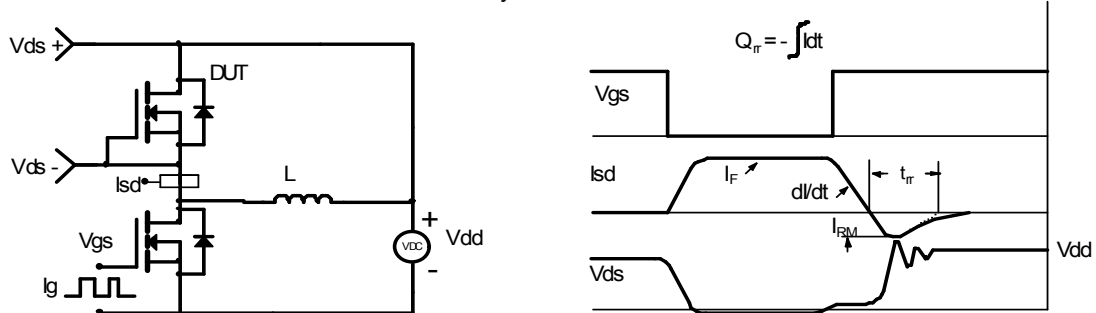 Vds +
DUT
Vds -
Isd
L
Vgs
Ig
VDC
+
-
Vdd
Qrr = - ∫Idt
Vgs
Isd
IF
dI/dt
trr
IRM
Vds
Vdd